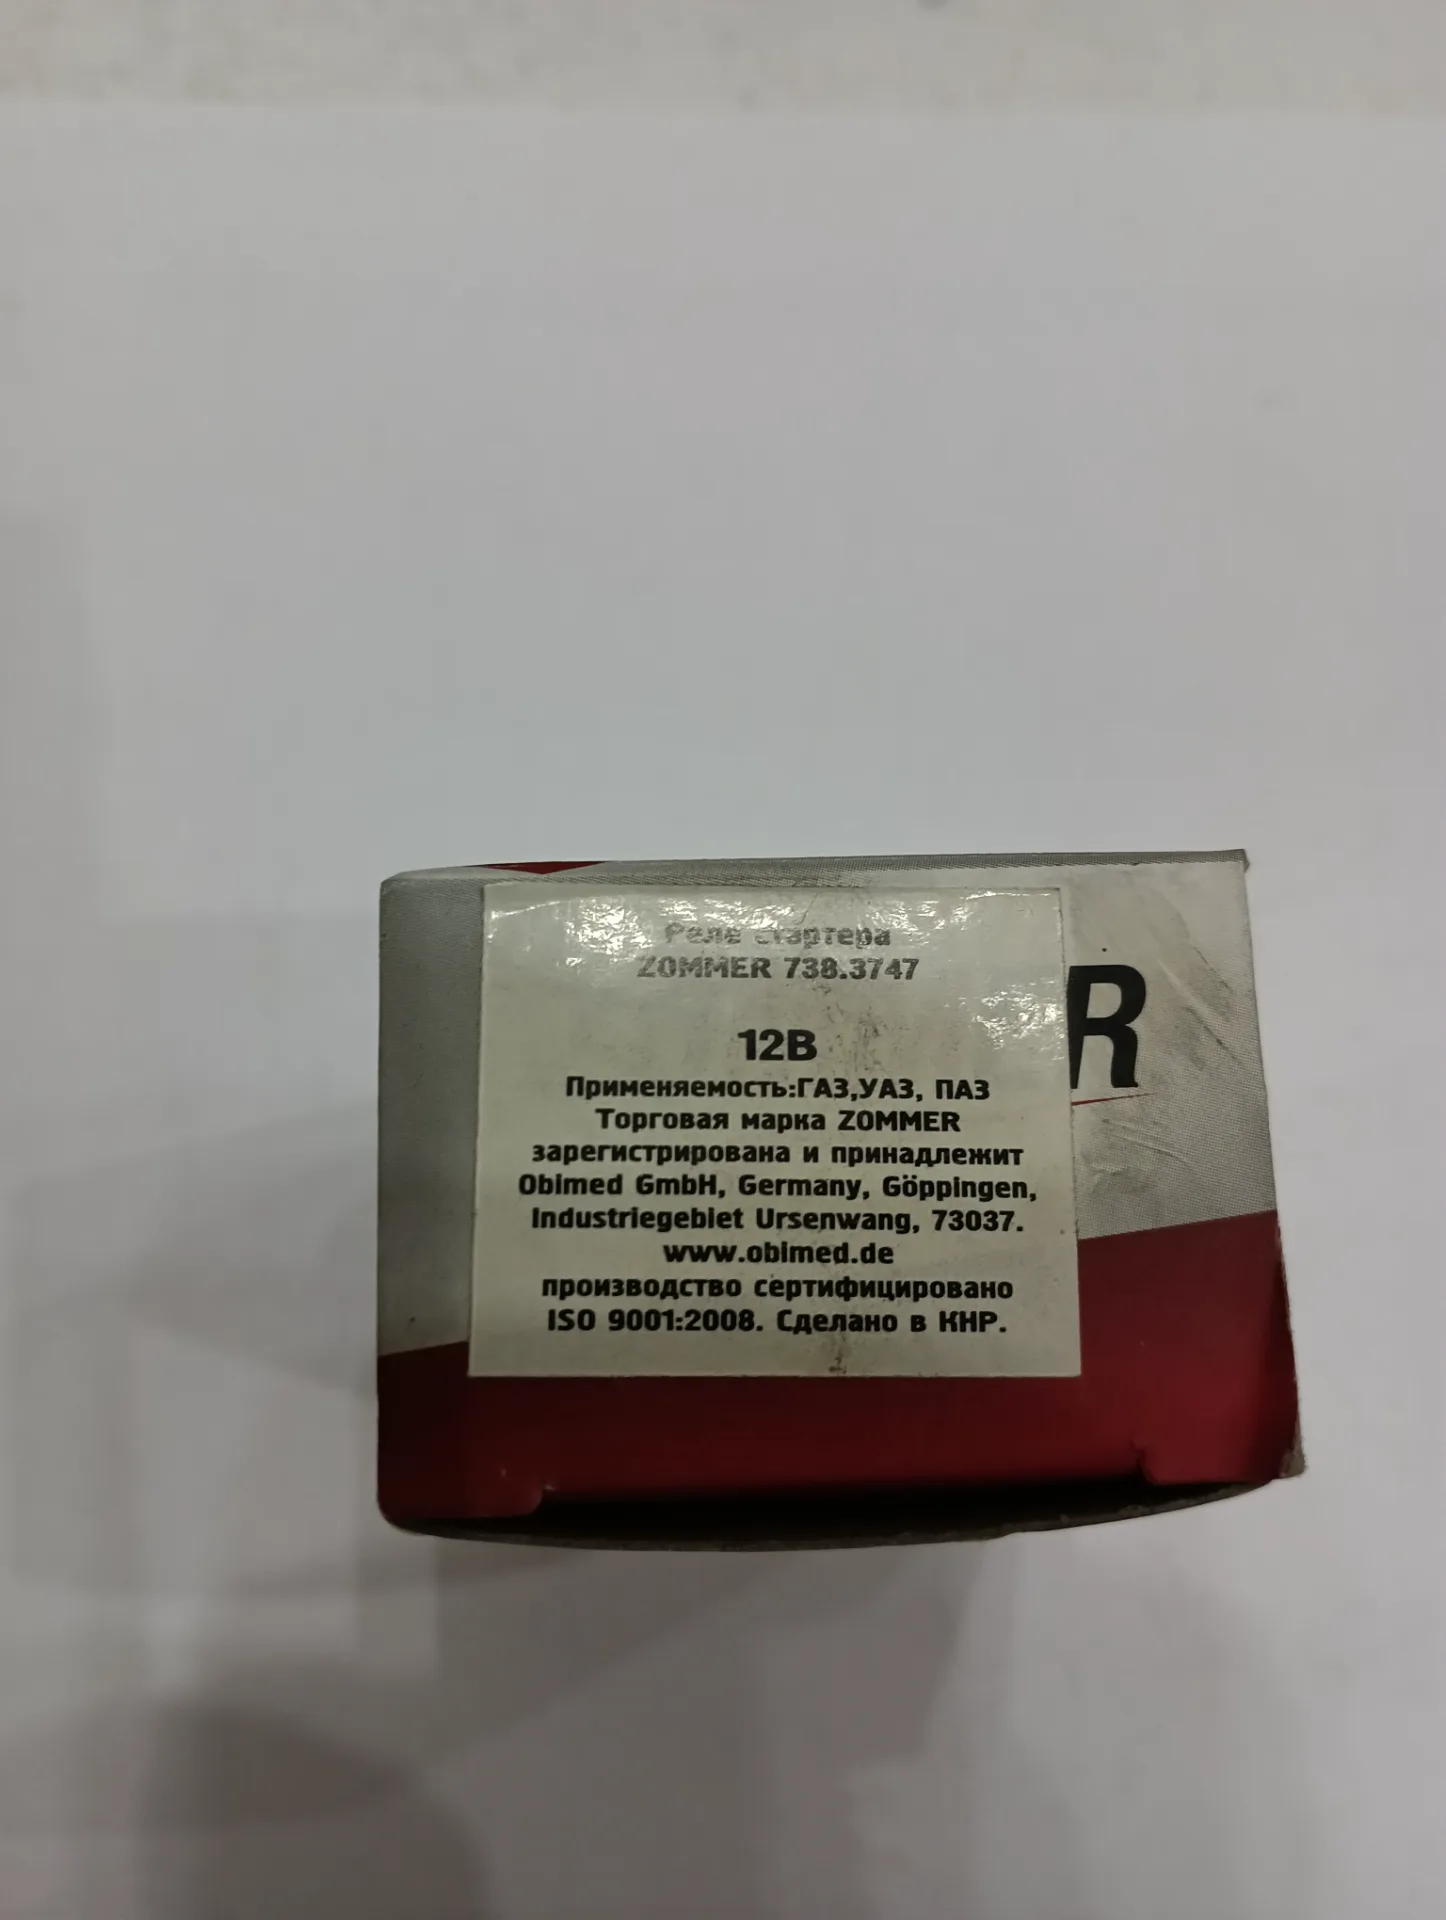 Реле стартера
ZOMMER 738.3747
12В
R
Применяемость:ГАЗ,УАЗ, ПАЗ
Торговая марка ZOMMER
зарегистрирована и принадлежит
Obimed GmbH, Germany, Göppingen,
Industriegebiet Ursenwang, 73037.
www.obimed.de
производство сертифицировано
ISO 9001:2008. Сделано в КНР.